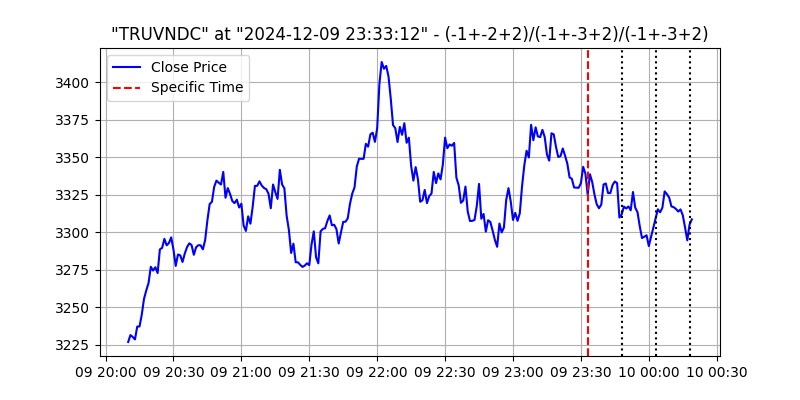 "TRUVNDC" at "2024-12-09 23:33:12" - (-1+-2+2)/(-1+-3+2)/(-1+-3+2)
Close Price
Specific Time
3400
3375
3350
3325
3300
3275
3250
3225
09 20:00 09 20:30 09 21:00 09 21:30 09 22:00 09 22:30 09 23:00 09 23:30 10 00:00 10 00:30